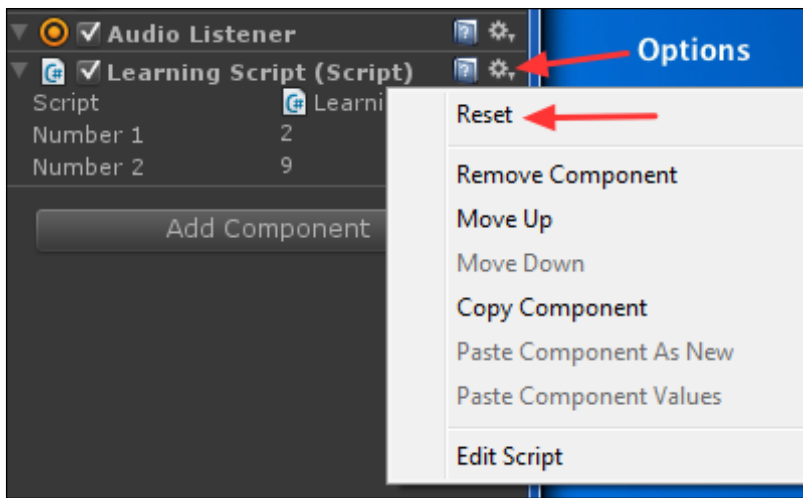 Audio Listener
Options
Learning Script (Script)
Script Learni
Number 1 2
Number 2 9
Add Component
Reset
Remove Component
Move Up
Move Down
Copy Component
Paste Component As New
Paste Component Values
Edit Script